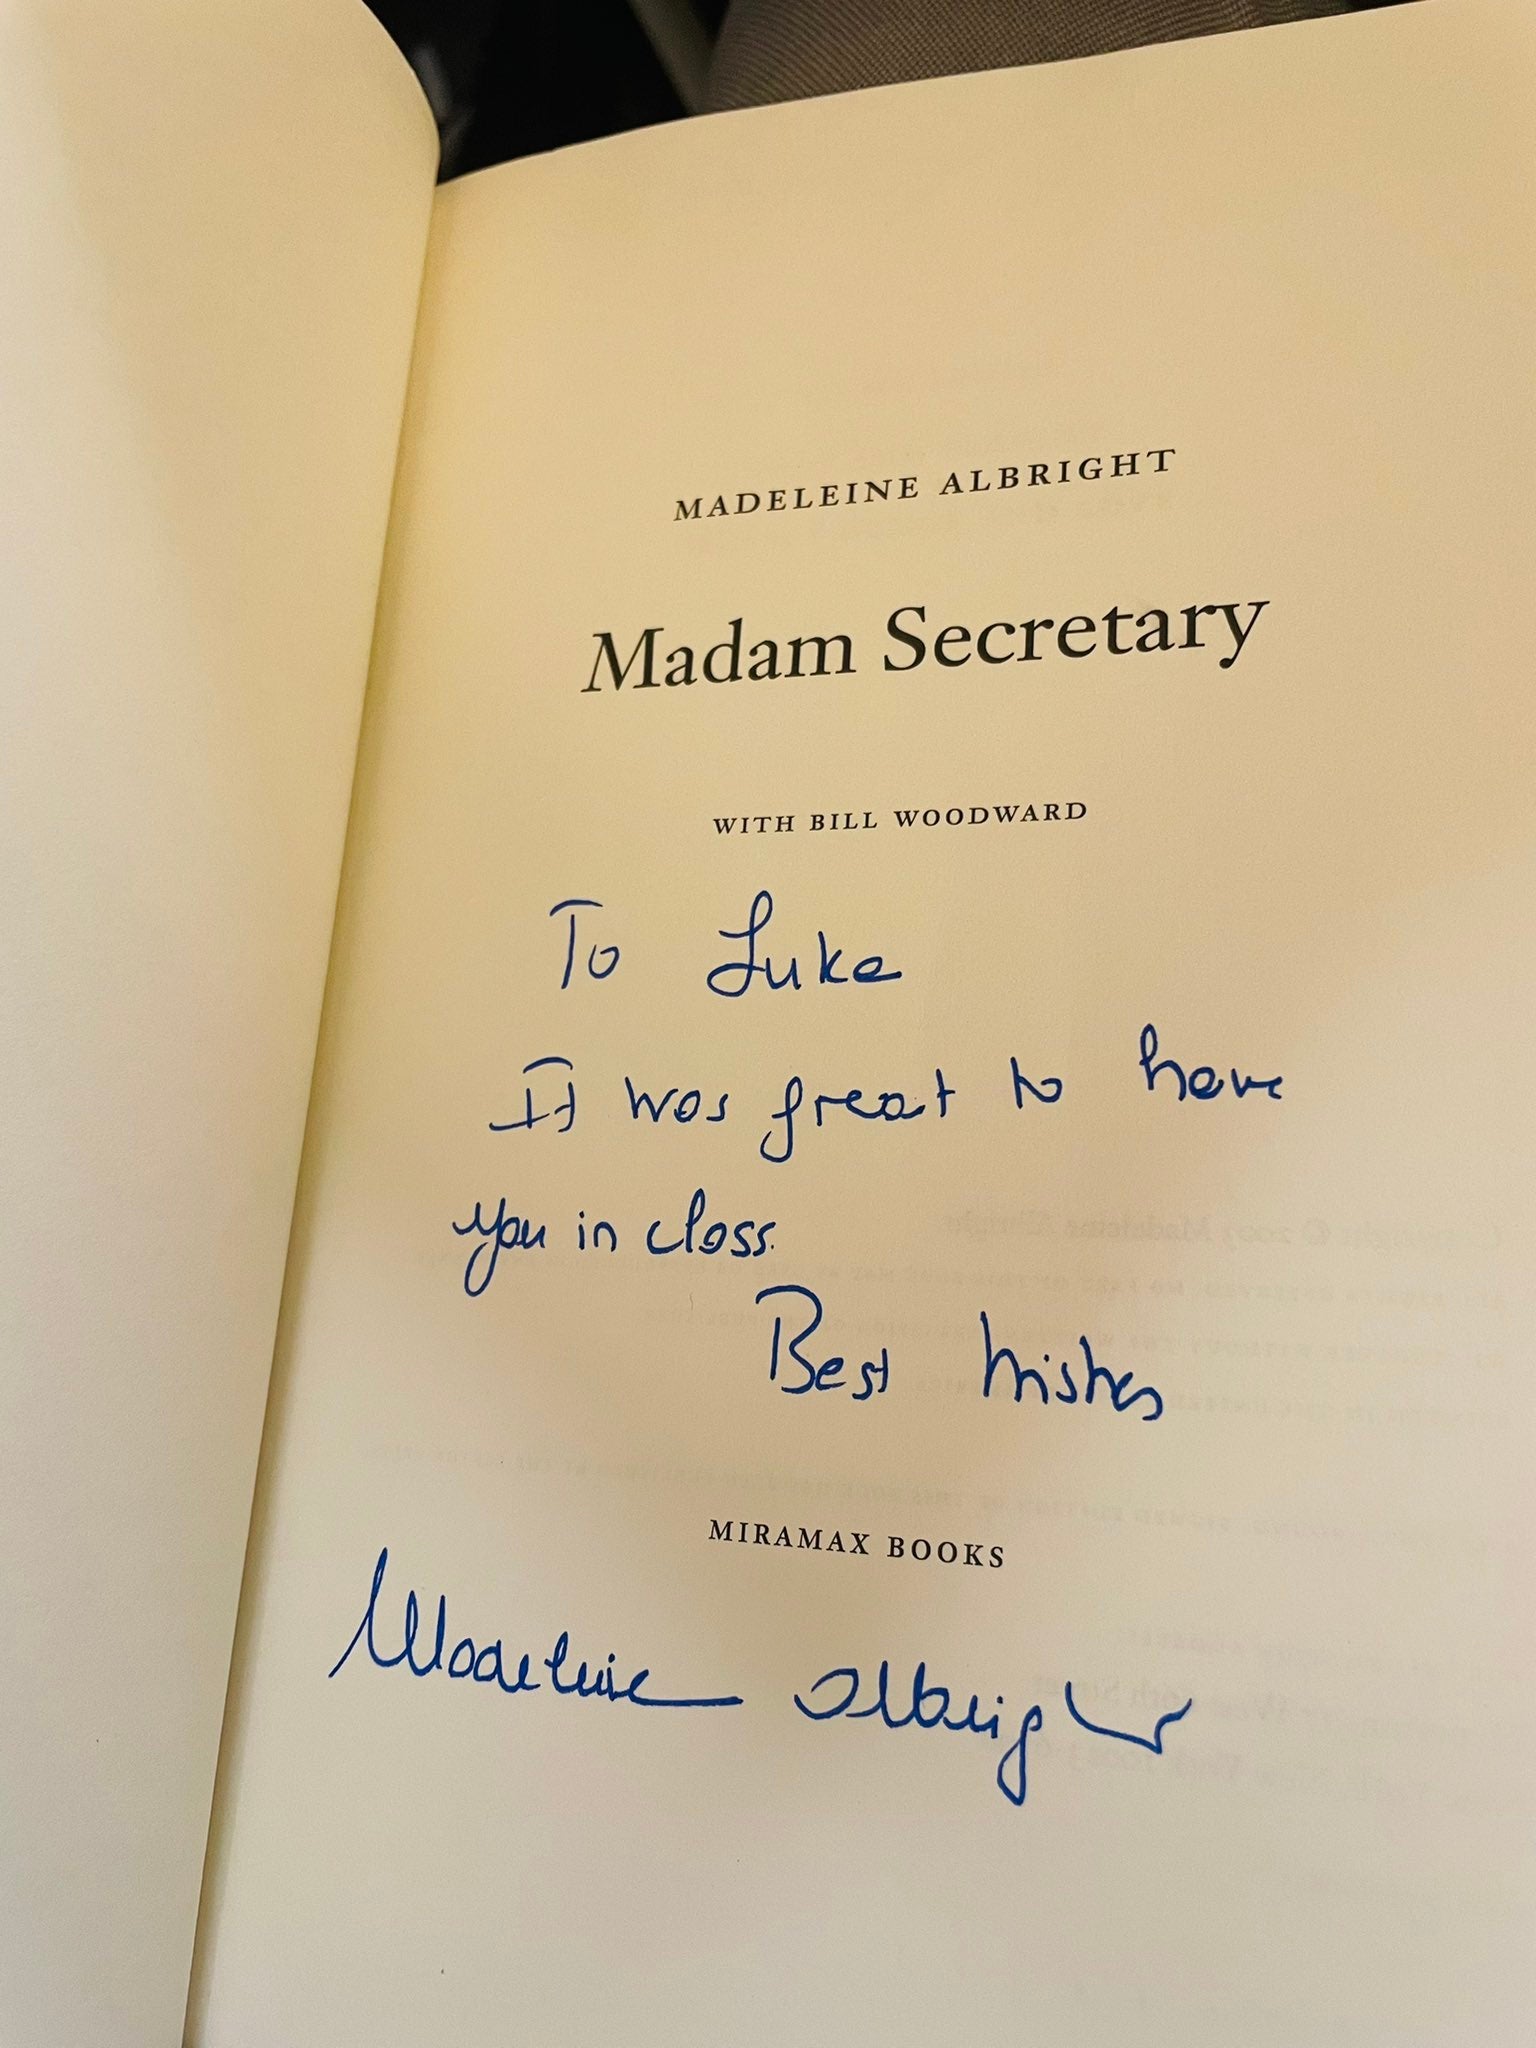 MADELEINE ALBRIGHT
Madam Secretary
WITH BILL WOODWARD
To Luke
It was great to have
you in class.
Best Wishes
MIRAMAX BOOKS
Madeleine Albright